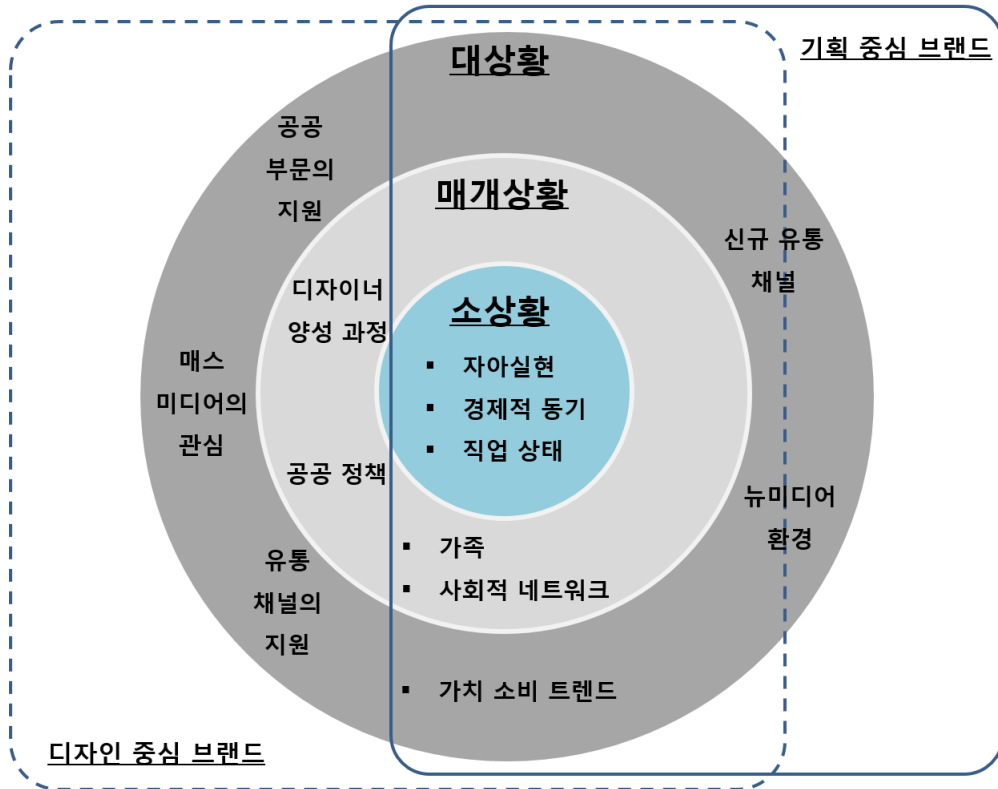 기획 중심 브랜드
대상황
공공
부문의
지원
매개상황
신규 유통
채널
디자이너
양성 과정
소상황
▪ 자아실현
▪ 경제적 동기
▪ 직업 상태
매스
미디어의
관심
공공 정책
뉴미디어
환경
▪ 가족
▪ 사회적 네트워크
유통
채널의
지원
▪ 가치 소비 트렌드
디자인 중심 브랜드